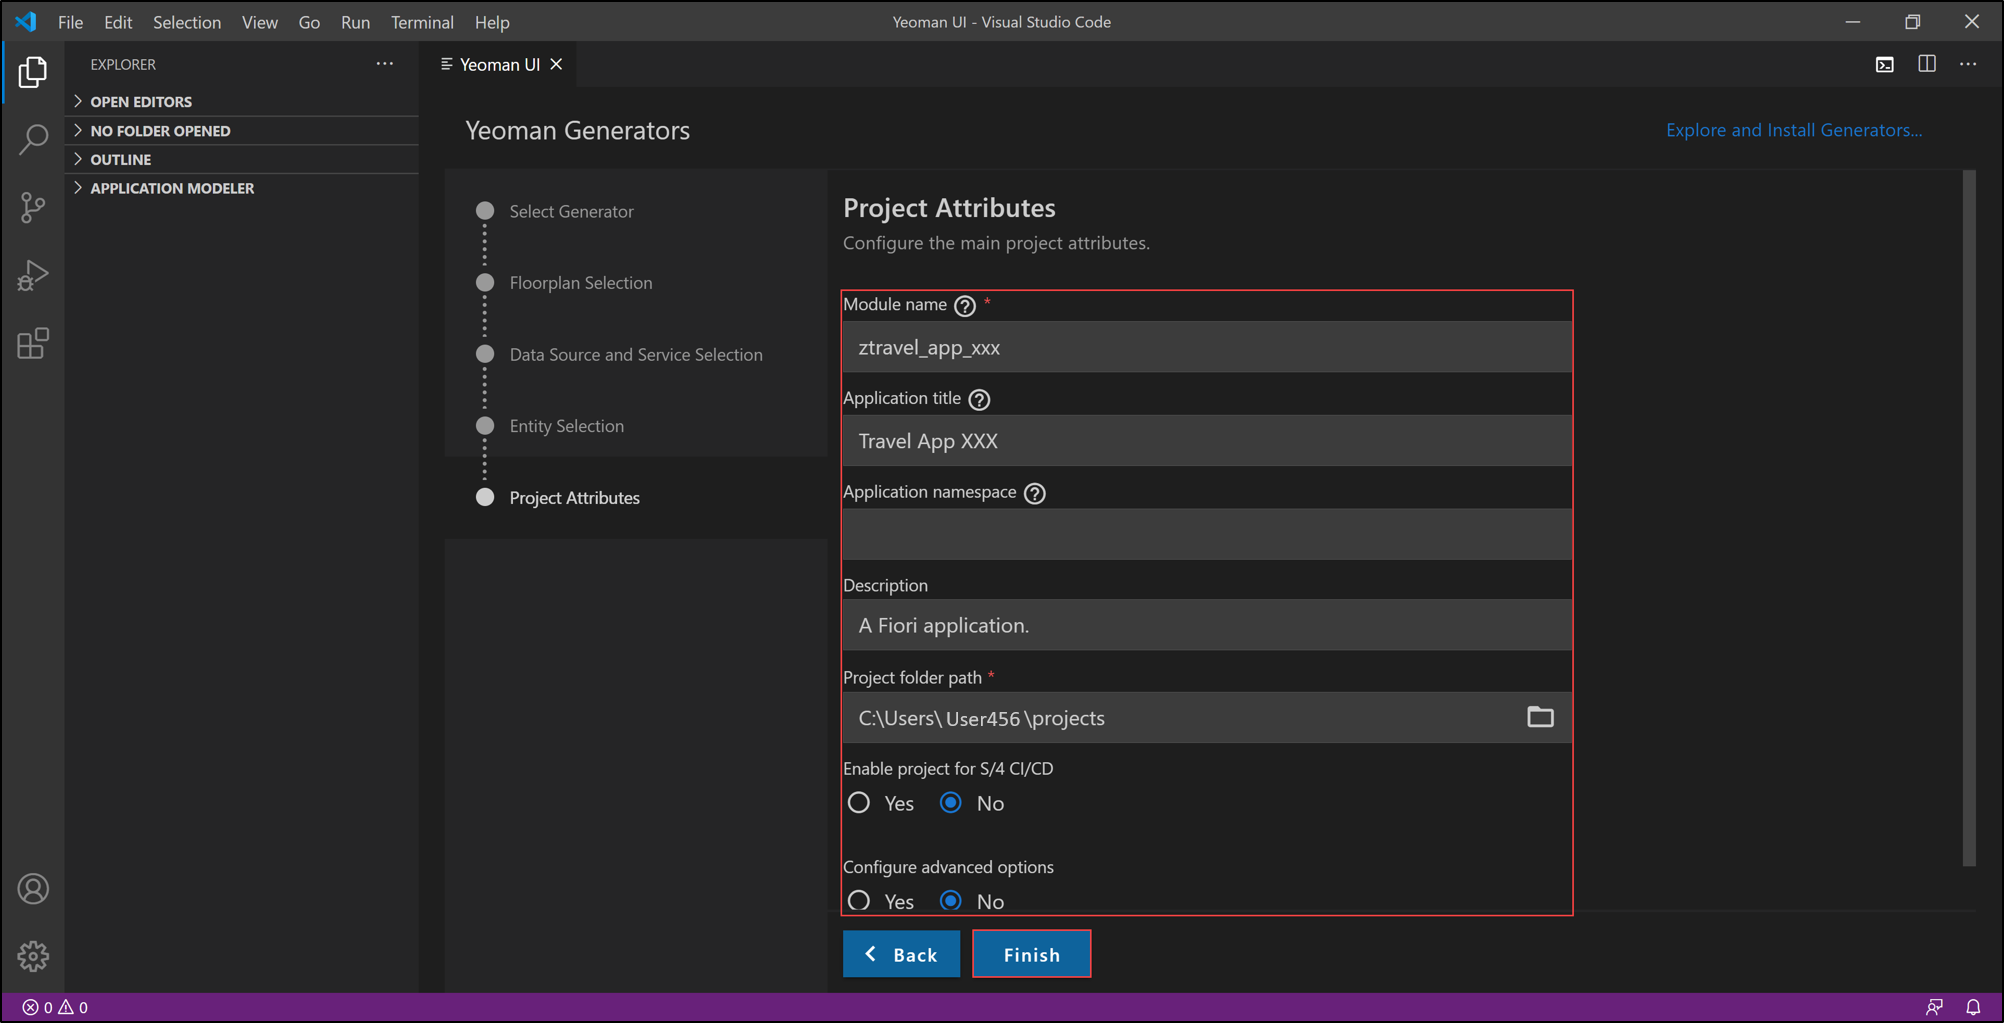 File Edit Selection View Go Run Terminal Help
Yeoman UI - Visual Studio Code
EXPLORER
Yeoman UI
OPEN EDITORS
NO FOLDER OPENED
OUTLINE
APPLICATION MODELER
Yeoman Generators
Explore and Install Generators...
Select Generator
Floorplan Selection
Data Source and Service Selection
Entity Selection
Project Attributes
Project Attributes
Configure the main project attributes.
Module name ? *
ztravel_app_xxx
Application title ?
Travel App XXX
Application namespace ?
Description
A Fiori application.
Project folder path *
C:\Users\User456\projects
Enable project for S/4 CI/CD
Yes No
Configure advanced options
Yes No
Back Finish
0 0